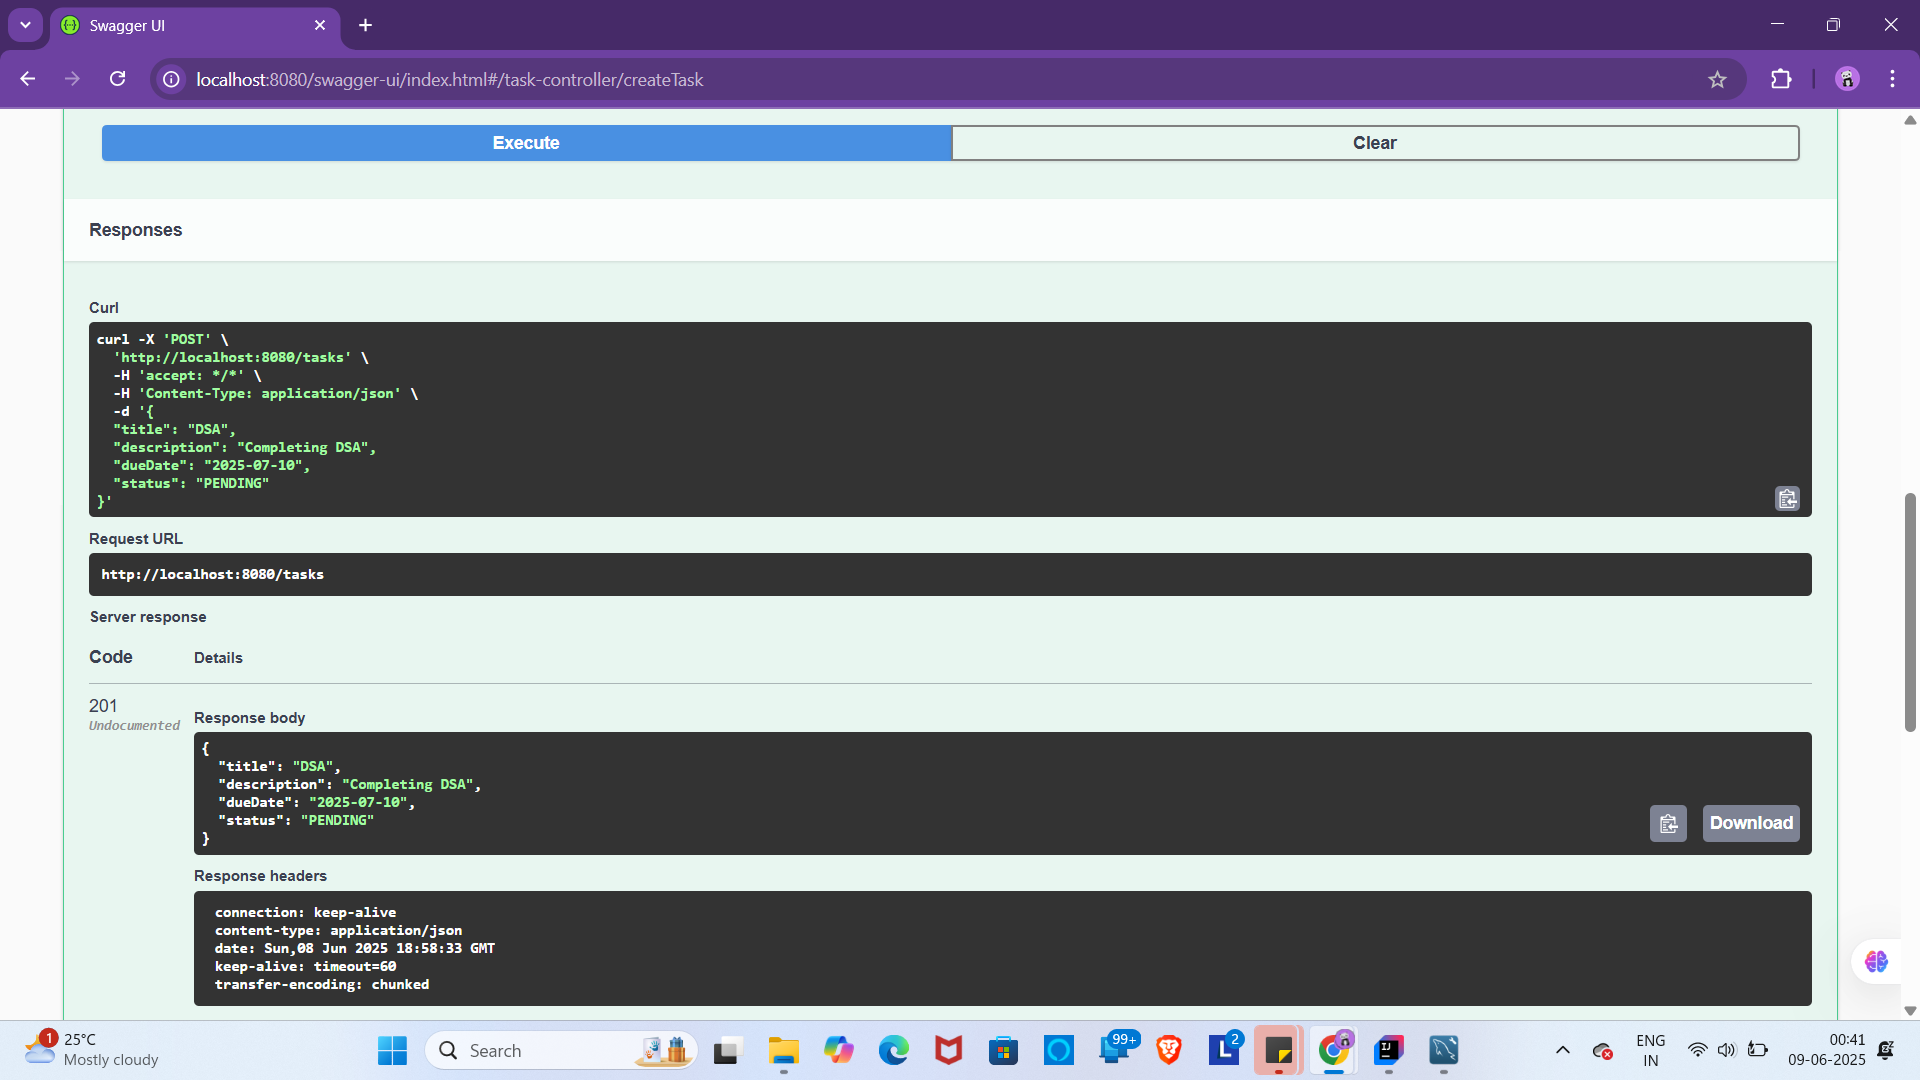 Swagger UI
localhost:8080/swagger-ui/index.html#/task-controller/createTask
Execute
Clear
Responses
Curl
curl -X 'POST' \
  'http://localhost:8080/tasks' \
  -H 'accept: */*' \
  -H 'Content-Type: application/json' \
  -d '{
  "title": "DSA",
  "description": "Completing DSA",
  "dueDate": "2025-07-10",
  "status": "PENDING"
}'
Request URL
http://localhost:8080/tasks
Server response
Code Details
201
Undocumented
Response body
{
  "title": "DSA",
  "description": "Completing DSA",
  "dueDate": "2025-07-10",
  "status": "PENDING"
}
Download
Response headers
connection: keep-alive
content-type: application/json
date: Sun,08 Jun 2025 18:58:33 GMT
keep-alive: timeout=60
transfer-encoding: chunked
1
25°C
Mostly cloudy
Search
99+
L
2
IJ
ENG
IN
00:41
09-06-2025